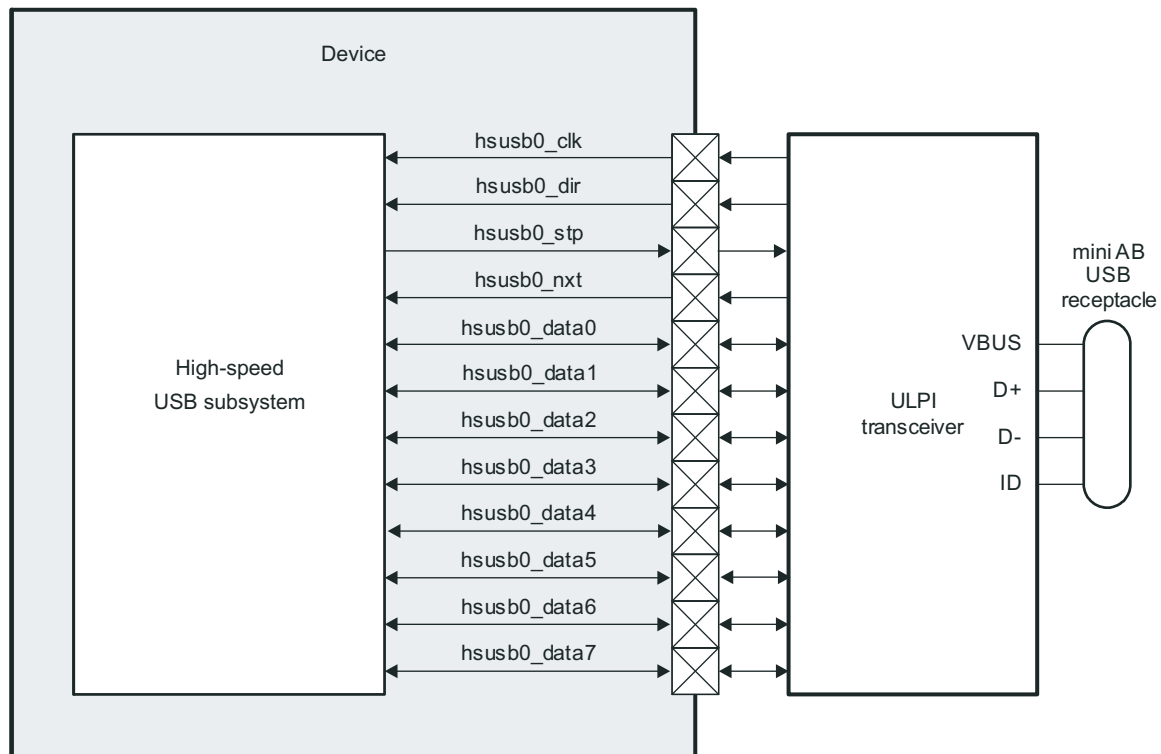 Device
hsusb0_clk
hsusb0_dir
hsusb0_stp
hsusb0_nxt
hsusb0_data0
hsusb0_data1
hsusb0_data2
hsusb0_data3
hsusb0_data4
hsusb0_data5
hsusb0_data6
hsusb0_data7
High-speed
USB subsystem
ULPI
transceiver
VBUS
D+
D-
ID
mini AB
USB
receptacle